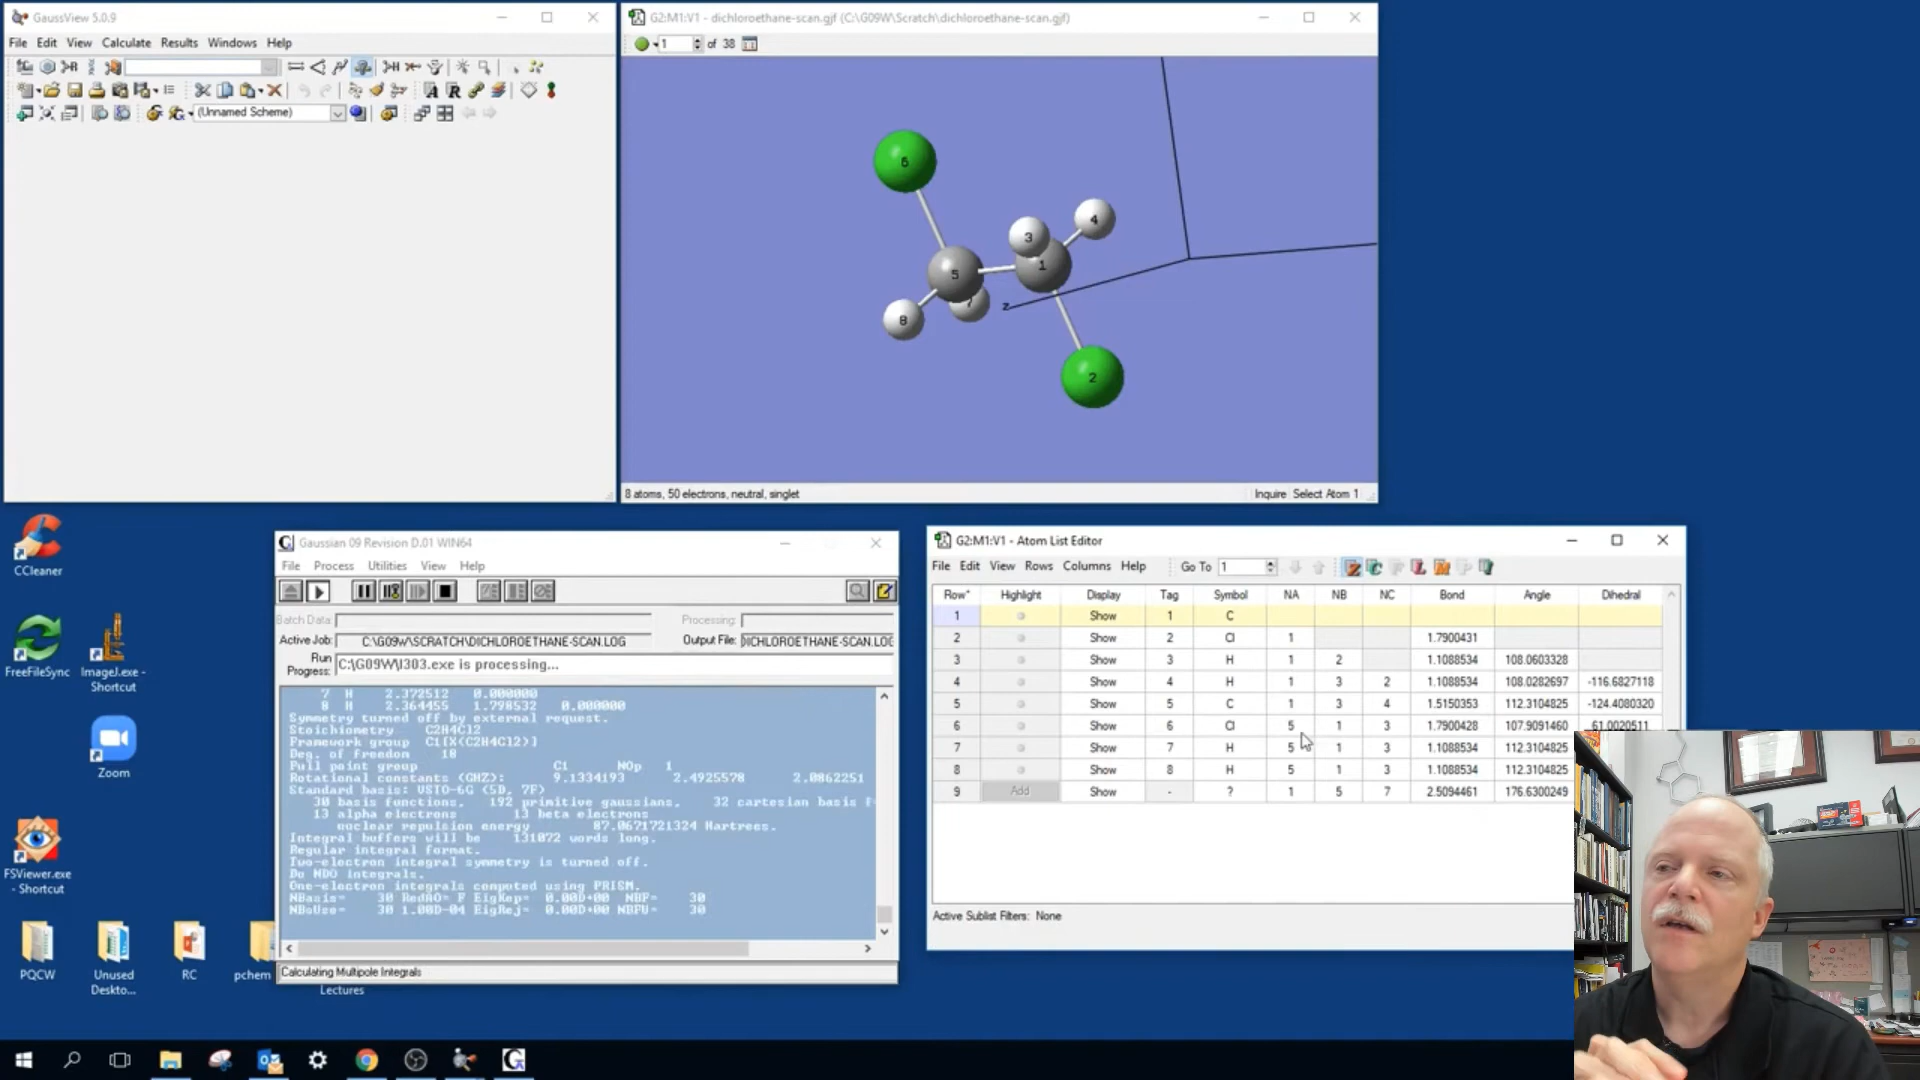 GaussView 5.0.9
File Edit View Calculate Results Windows Help
(Unnamed Scheme)
G2:M1:V1 - dichloroethane-scan.gjf (C:\G09W\Scratch\dichloroethane-scan.gjf)
1 of 38
6
4
3
1
5
7
z
8
2
8 atoms, 50 electrons, neutral, singlet
Inquire Select Atom 1
CCleaner
FreeFileSync
ImageJ.exe - Shortcut
Zoom
FSViewer.exe - Shortcut
PQCW
Unused Deskto...
RC
pchem
Lectures
Gaussian 09 Revision D.01 WIN64
File Process Utilities View Help
Batch Data:
Processing:
Active Job: C:\G09W\SCRATCH\DICHLOROETHANE-SCAN.LOG
Output File: DICHLOROETHANE-SCAN.LOG
Run Progress: C:\G09W\l303.exe is processing...
7 H 2.372512 0.000000
8 H 2.364455 1.798532 0.000000
Symmetry turned off by external request.
Stoichiometry C2H4Cl2
Framework group C1[X(C2H4Cl2)]
Deg. of freedom 18
Full point group C1 NOp 1
Rotational constants (GHZ): 9.1334193 2.4925578 2.0862251
Standard basis: VSTO-6G (5D, 7F)
30 basis functions, 192 primitive gaussians, 32 cartesian basis f
13 alpha electrons 13 beta electrons
nuclear repulsion energy 87.0671721324 Hartrees.
Integral buffers will be 131072 words long.
Regular integral format.
Two-electron integral symmetry is turned off.
Do NDO integrals.
One-electron integrals computed using PRISM.
NBasis= 30 RedAO= F EigKep= 0.00D+00 NBF= 30
NBsUse= 30 1.00D-04 EigRej= 0.00D+00 NBFU= 30
Calculating Multipole Integrals
G2:M1:V1 - Atom List Editor
File Edit View Rows Columns Help Go To 1
Row* Highlight Display Tag Symbol NA NB NC Bond Angle Dihedral
1 Show 1 C
2 Show 2 Cl 1 1.7900431
3 Show 3 H 1 2 1.1088534 108.0603328
4 Show 4 H 1 3 2 1.1088534 108.0282697 -116.6827118
5 Show 5 C 1 3 4 1.5150353 112.3104825 -124.4080320
6 Show 6 Cl 5 1 3 1.7900428 107.9091460 61.0020511
7 Show 7 H 5 1 3 1.1088534 112.3104825
8 Show 8 H 5 1 3 1.1088534 112.3104825
9 Add Show - ? 1 5 7 2.5094461 176.6300249
Active Sublist Filters: None